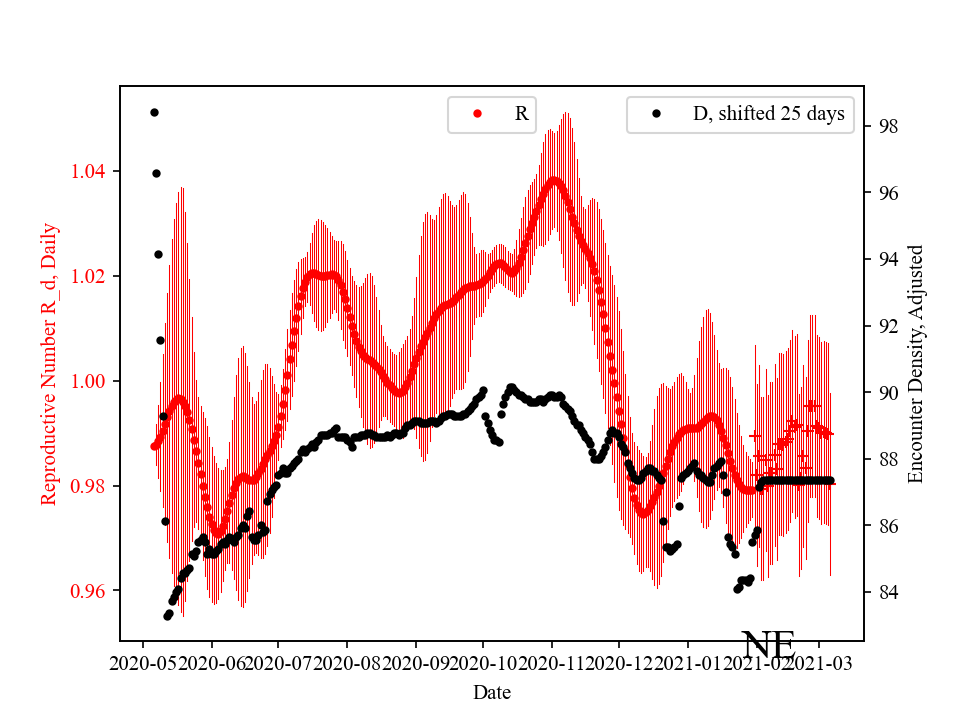 R
D, shifted 25 days
1.04
1.02
1.00
0.98
0.96
Reproductive Number R_d, Daily
98
96
94
92
90
88
86
84
Encounter Density, Adjusted
NE
2020-05 2020-06 2020-07 2020-08 2020-09 2020-10 2020-11 2020-12 2021-01 2021-02 2021-03
Date